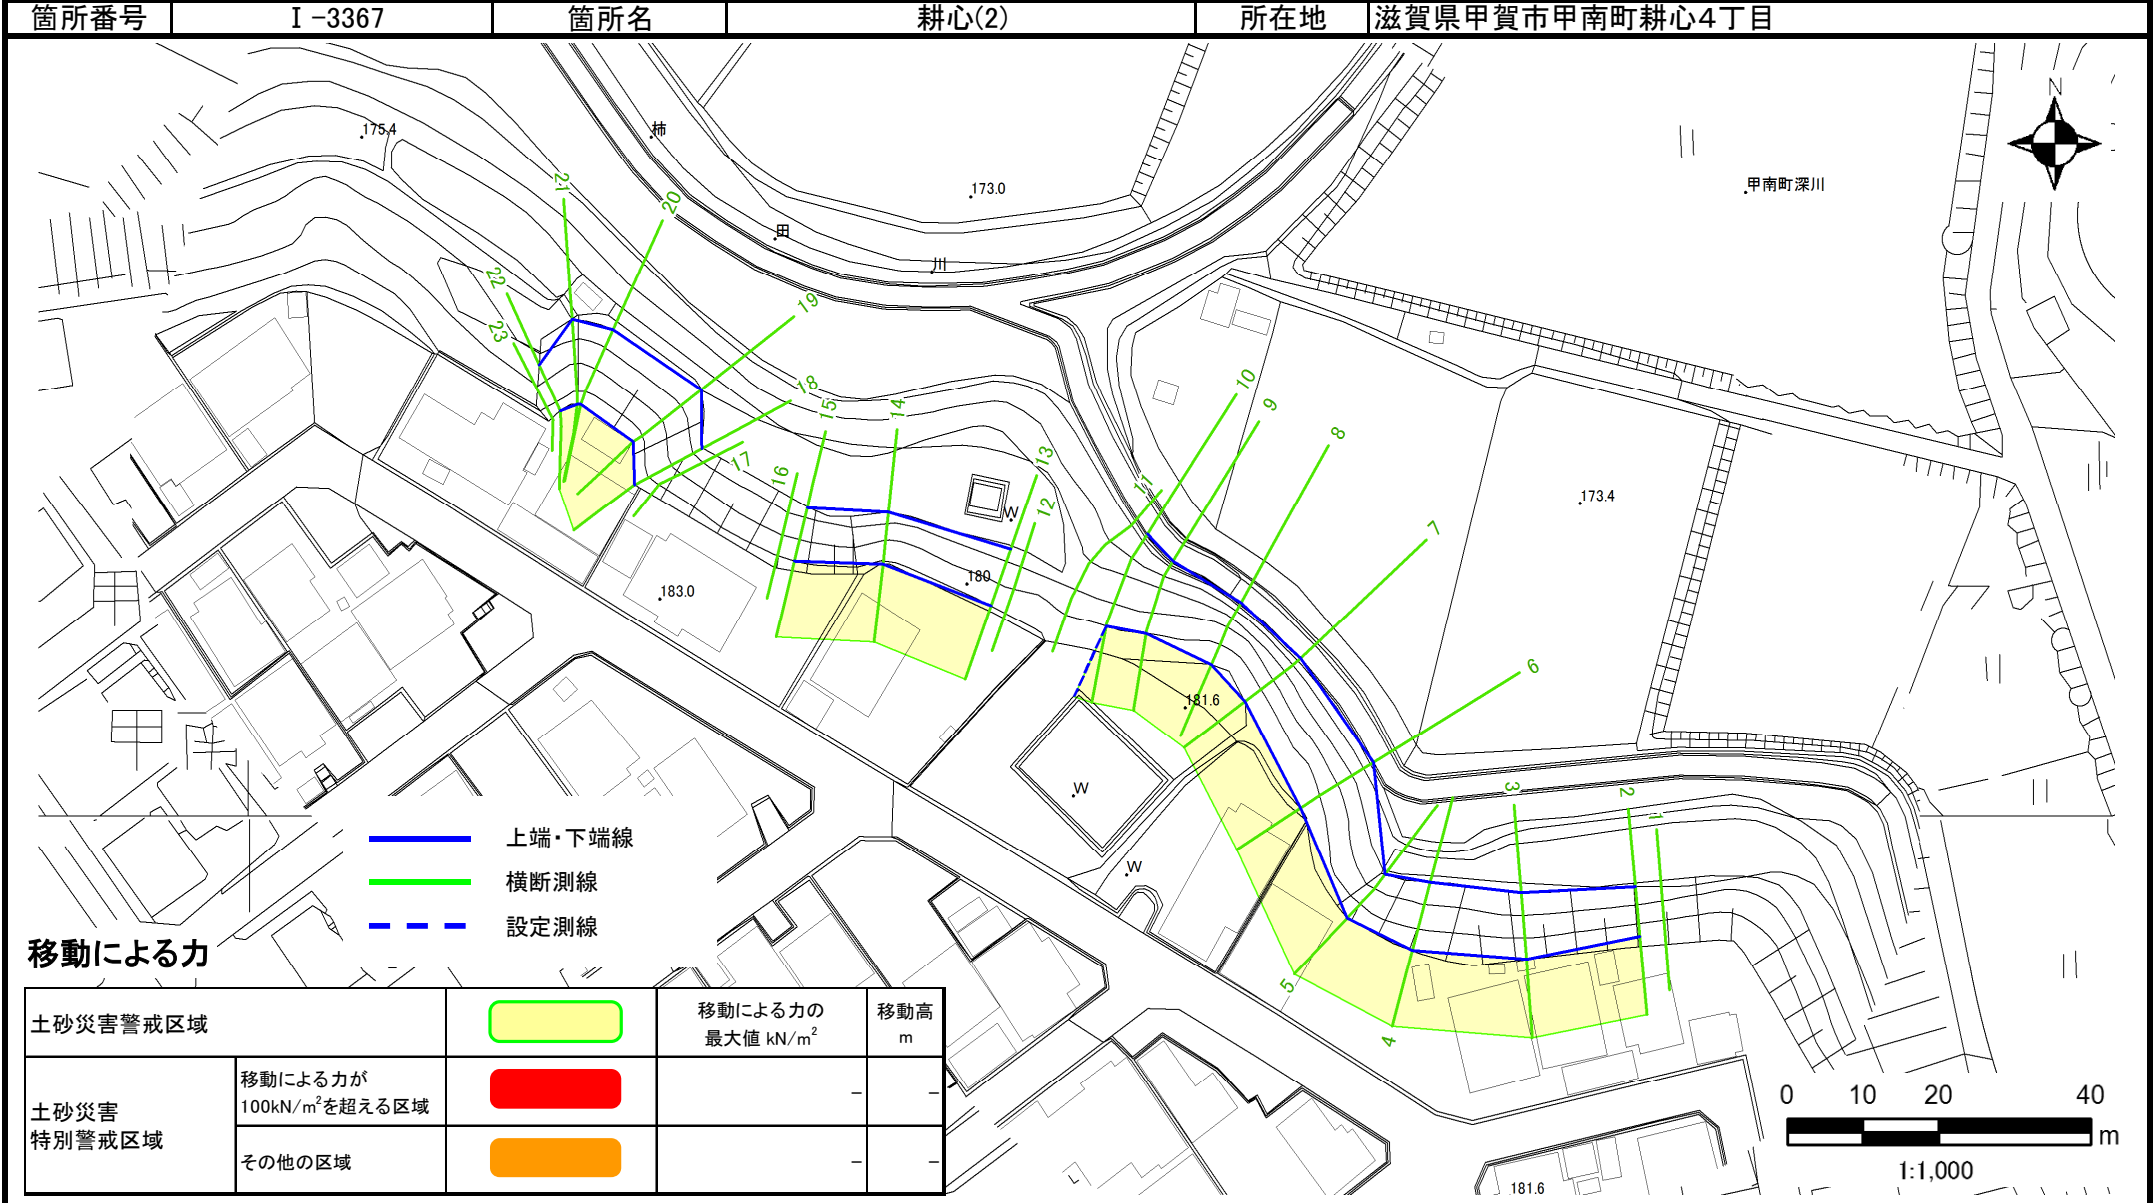 箇所番号 Ⅰ-3367 箇所名 耕心(2) 所在地 滋賀県甲賀市甲南町耕心4丁目
N
175.4
柿
173.0
甲南町深川
田
川
21
20
22
23
19
18
17
16
15
14
13
12
W
180
183.0
11
10
9
8
7
6
173.4
181.6
W
W
5
4
3
2
1
上端・下端線
横断測線
設定測線
移動による力
土砂災害警戒区域
移動による力の
最大値 kN/m²
移動高
m
土砂災害
特別警戒区域
移動による力が
100kN/m²を超える区域
- -
その他の区域
- -
0 10 20 40
m
1:1,000
181.6